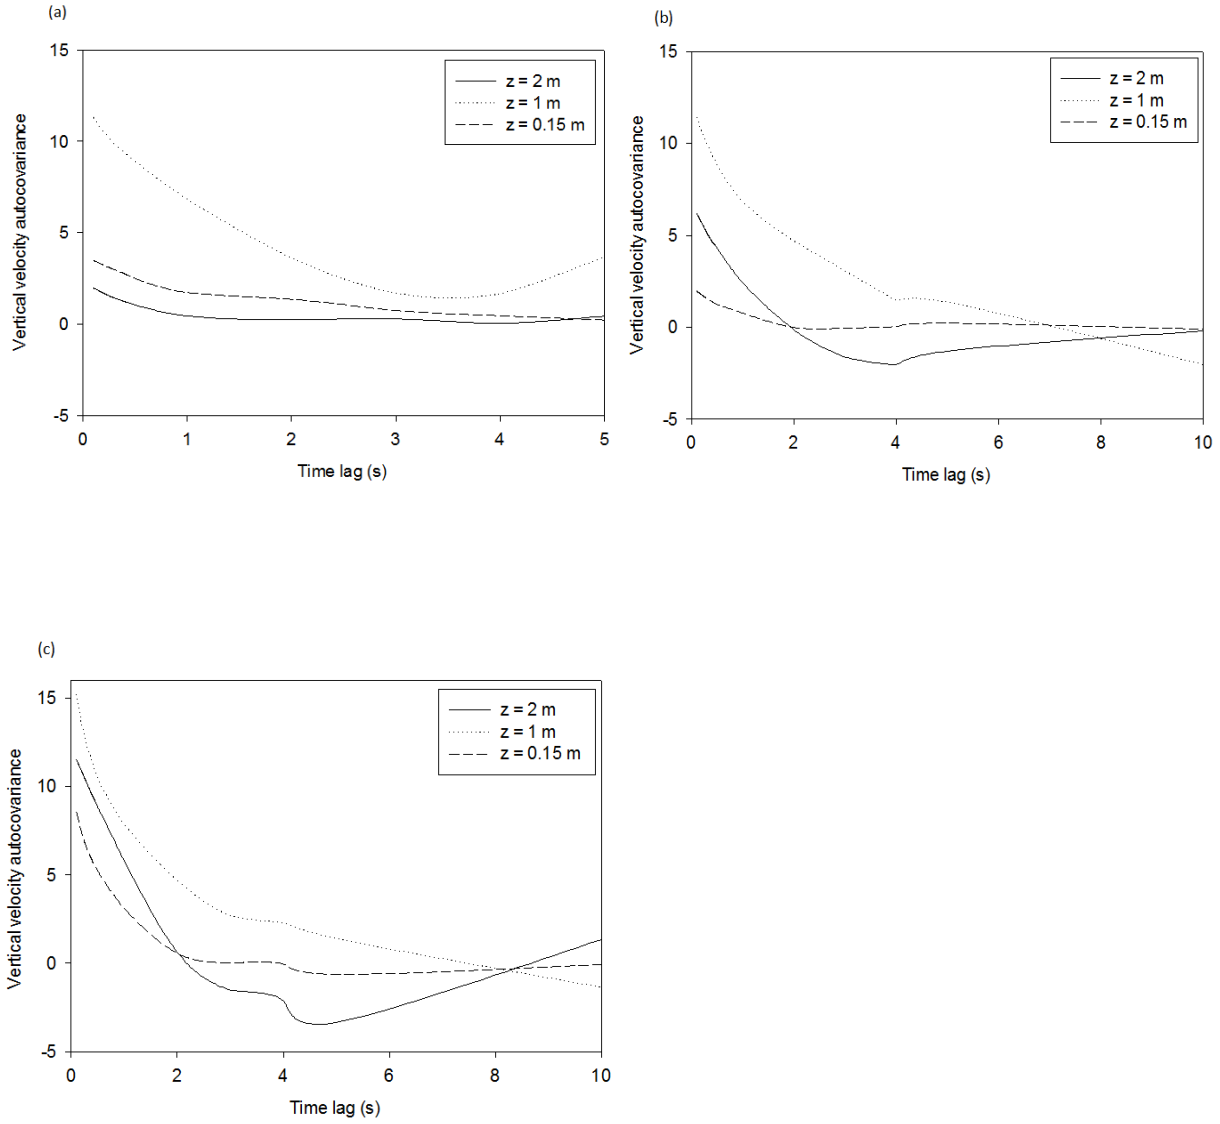 (a)
15
10
5
0
-5
Vertical velocity autocovariance
z = 2 m
z = 1 m
z = 0.15 m
0 1 2 3 4 5
Time lag (s)
(b)
15
10
5
0
-5
Vertical velocity autocovariance
z = 2 m
z = 1 m
z = 0.15 m
0 2 4 6 8 10
Time lag (s)
(c)
15
10
5
0
-5
Vertical velocity autocovariance
z = 2 m
z = 1 m
z = 0.15 m
0 2 4 6 8 10
Time lag (s)